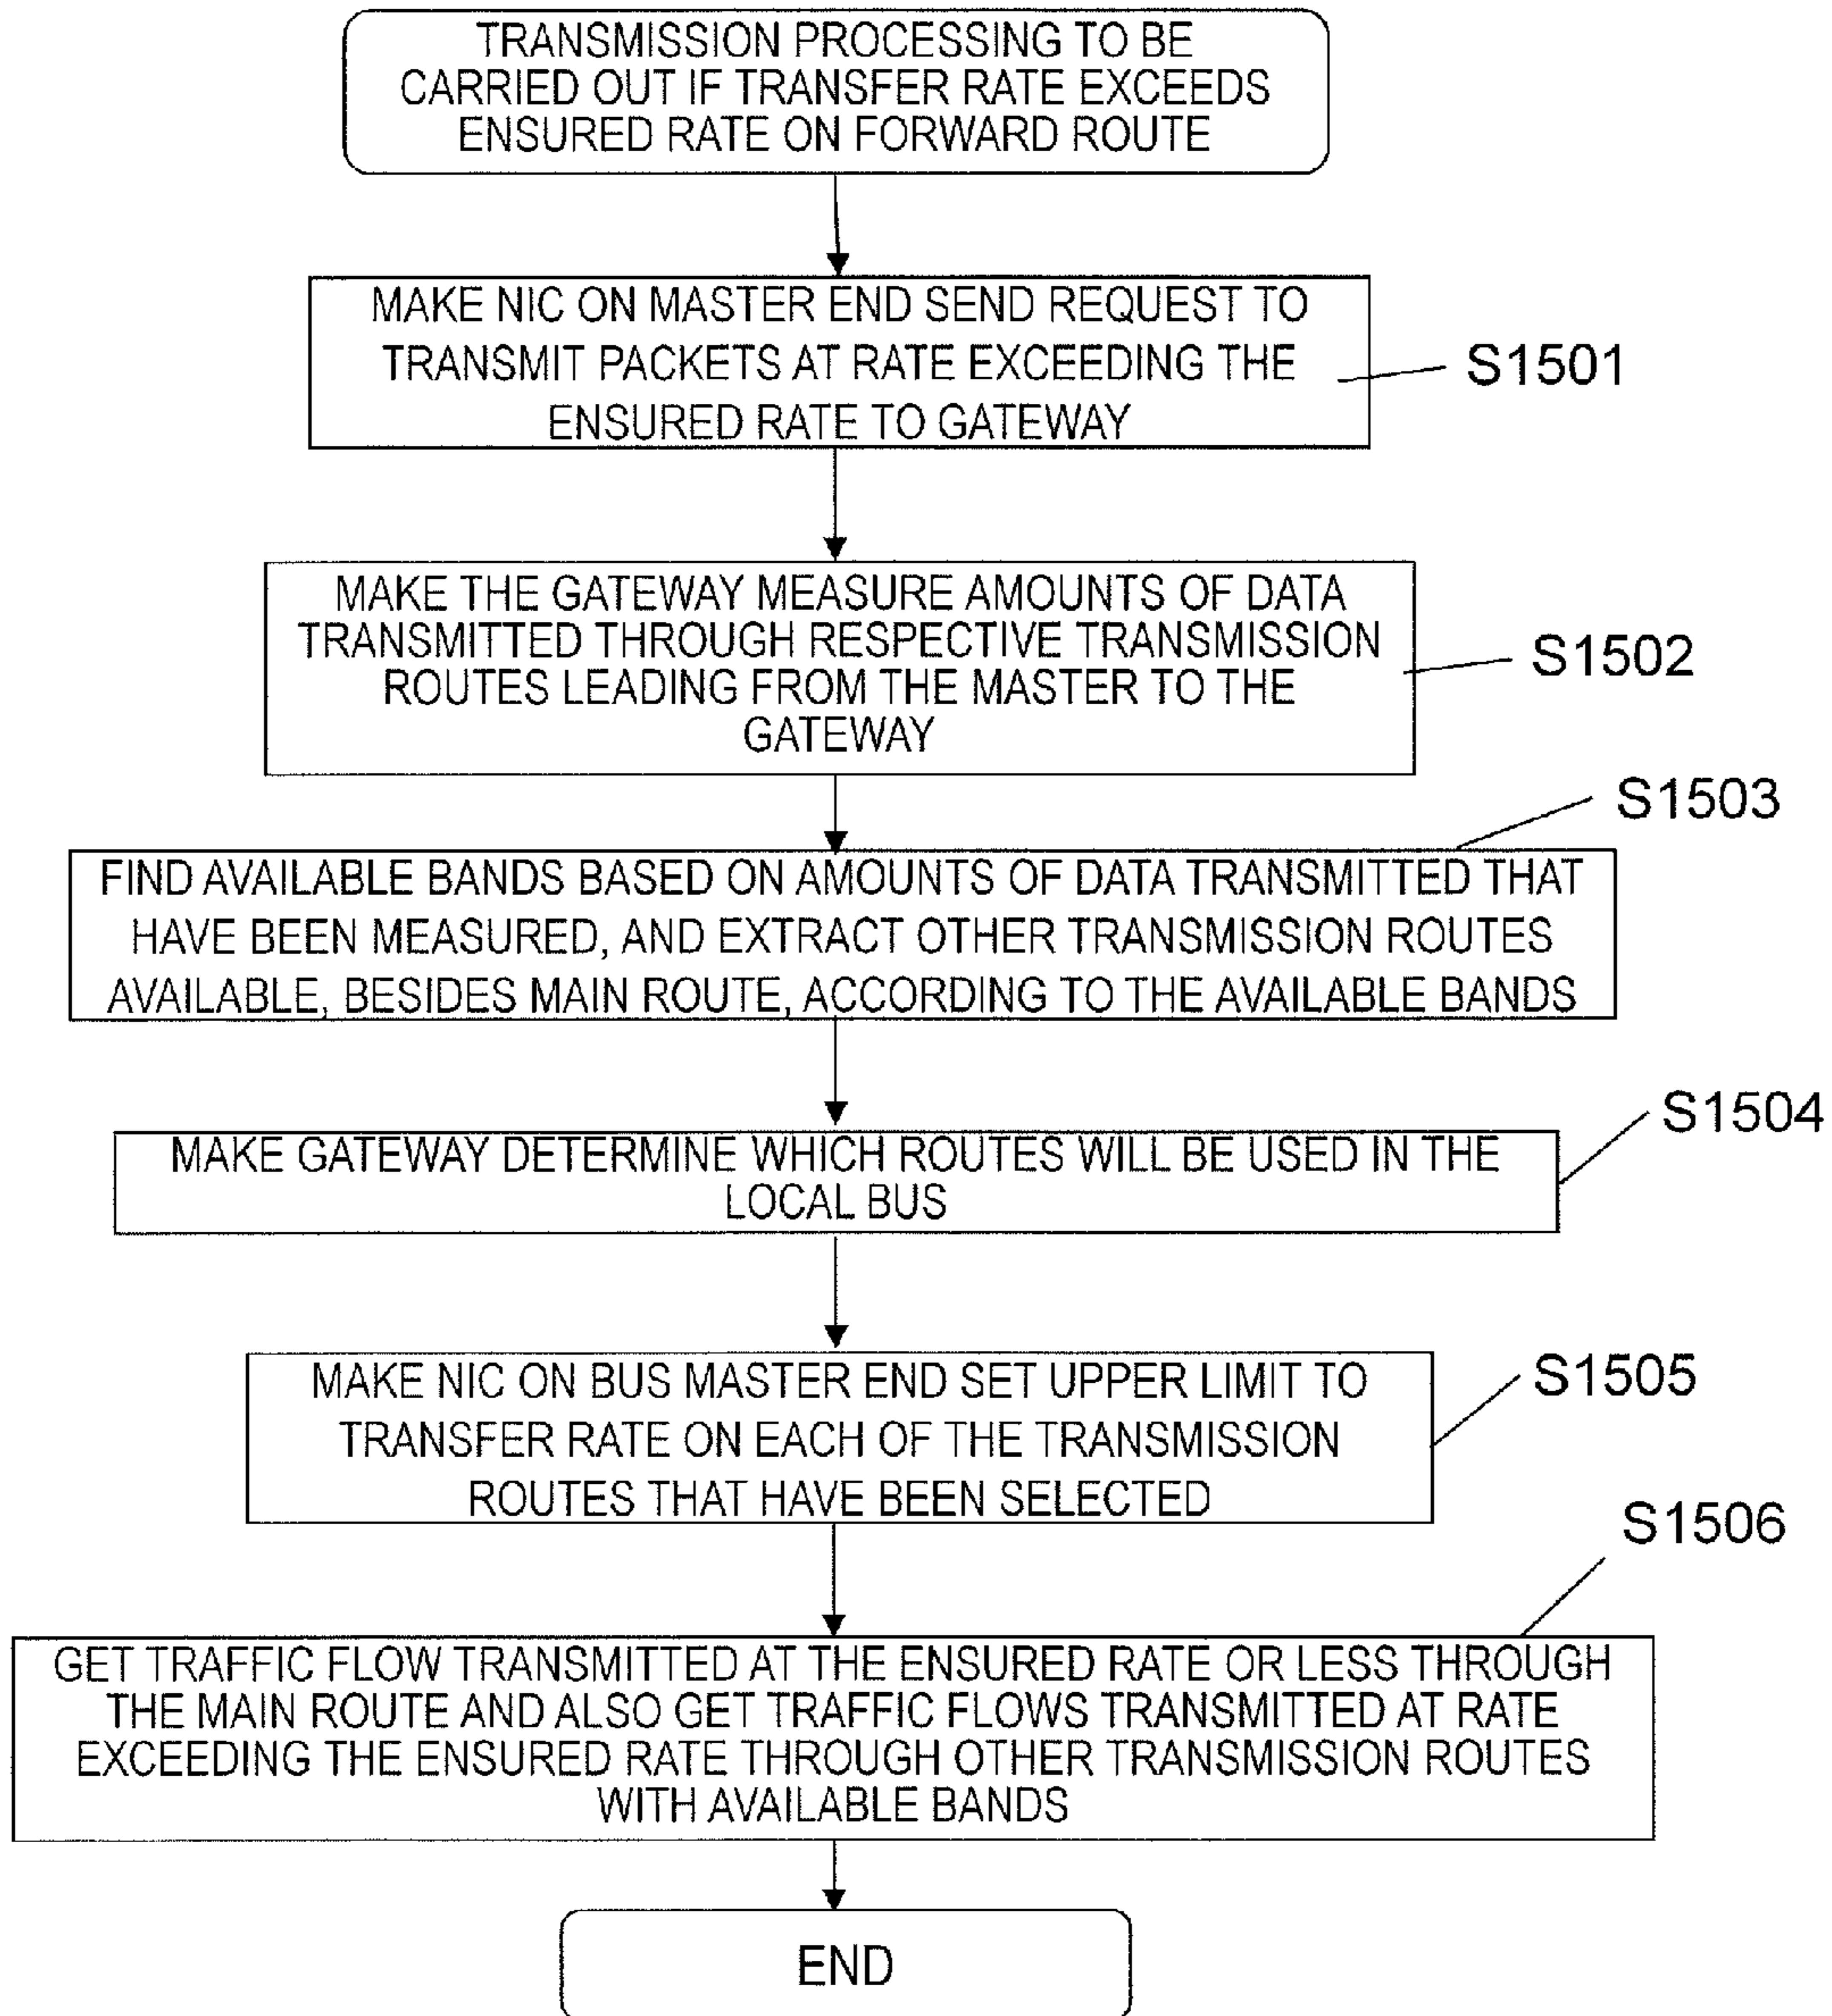 TRANSMISSION PROCESSING TO BE
CARRIED OUT IF TRANSFER RATE EXCEEDS
ENSURED RATE ON FORWARD ROUTE
MAKE NIC ON MASTER END SEND REQUEST TO
TRANSMIT PACKETS AT RATE EXCEEDING THE
ENSURED RATE TO GATEWAY
S1501
MAKE THE GATEWAY MEASURE AMOUNTS OF DATA
TRANSMITTED THROUGH RESPECTIVE TRANSMISSION
ROUTES LEADING FROM THE MASTER TO THE
GATEWAY
S1502
S1503
FIND AVAILABLE BANDS BASED ON AMOUNTS OF DATA TRANSMITTED THAT
HAVE BEEN MEASURED, AND EXTRACT OTHER TRANSMISSION ROUTES
AVAILABLE, BESIDES MAIN ROUTE, ACCORDING TO THE AVAILABLE BANDS
S1504
MAKE GATEWAY DETERMINE WHICH ROUTES WILL BE USED IN THE
LOCAL BUS
MAKE NIC ON BUS MASTER END SET UPPER LIMIT TO
TRANSFER RATE ON EACH OF THE TRANSMISSION
ROUTES THAT HAVE BEEN SELECTED
S1505
S1506
GET TRAFFIC FLOW TRANSMITTED AT THE ENSURED RATE OR LESS THROUGH
THE MAIN ROUTE AND ALSO GET TRAFFIC FLOWS TRANSMITTED AT RATE
EXCEEDING THE ENSURED RATE THROUGH OTHER TRANSMISSION ROUTES
WITH AVAILABLE BANDS
END